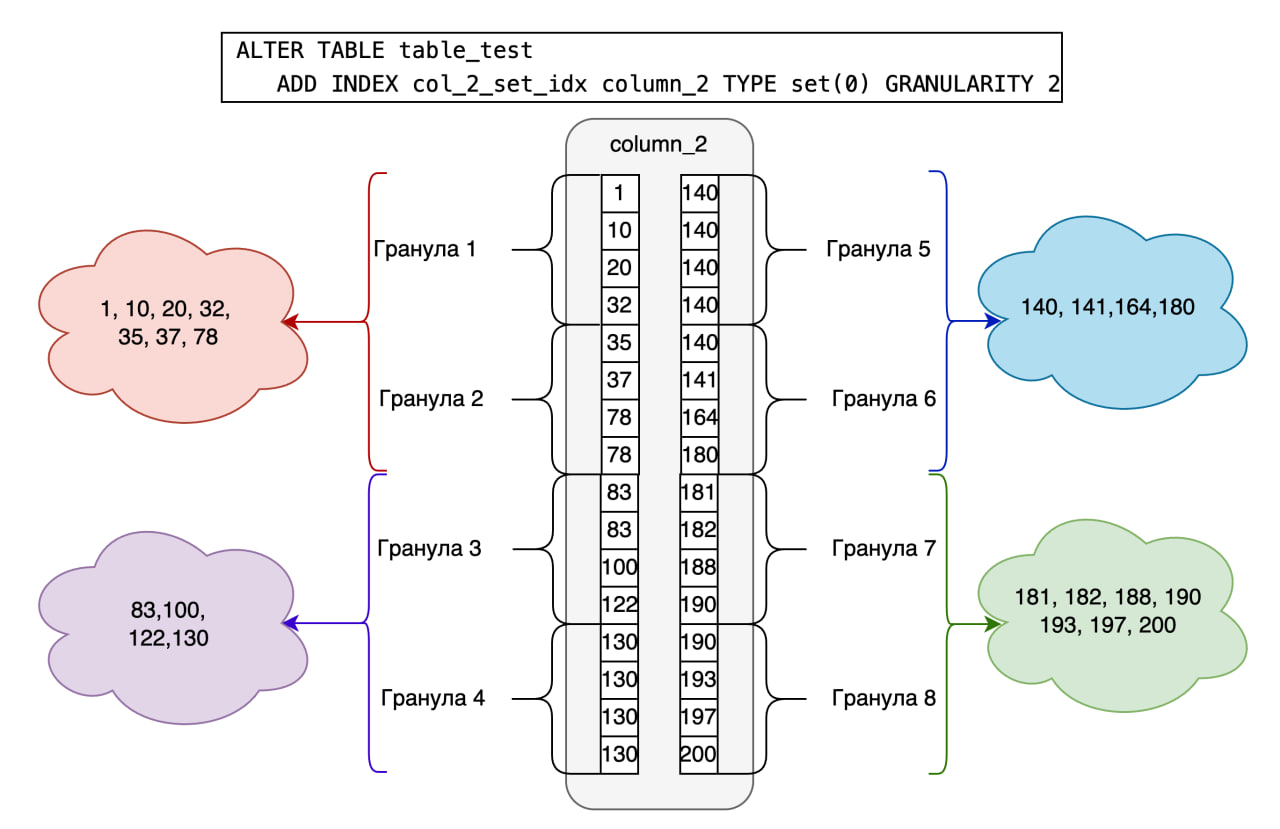 ALTER TABLE table_test
ADD INDEX col_2_set_idx column_2 TYPE set(0) GRANULARITY 2
column_2
Гранула 1
1
10
20
32
Гранула 2
35
37
78
78
Гранула 3
83
83
100
122
Гранула 4
130
130
130
130
140
140
140
140
Гранула 5
140
141
164
180
Гранула 6
181
182
188
190
Гранула 7
190
193
197
200
Гранула 8
1, 10, 20, 32,
35, 37, 78
83,100,
122,130
140, 141,164,180
181, 182, 188, 190
193, 197, 200